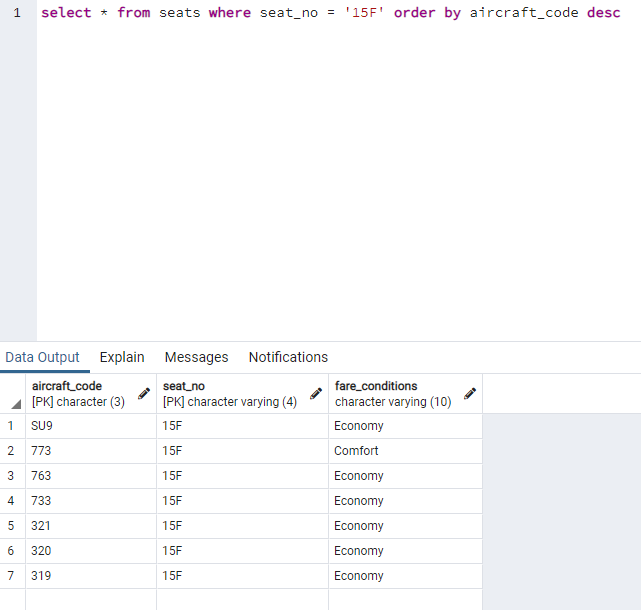 1 select * from seats where seat_no = '15F' order by aircraft_code desc
Data Output Explain Messages Notifications
aircraft_code seat_no fare_conditions
[PK] character (3) [PK] character varying (4) character varying (10)
1 SU9 15F Economy
2 773 15F Comfort
3 763 15F Economy
4 733 15F Economy
5 321 15F Economy
6 320 15F Economy
7 319 15F Economy